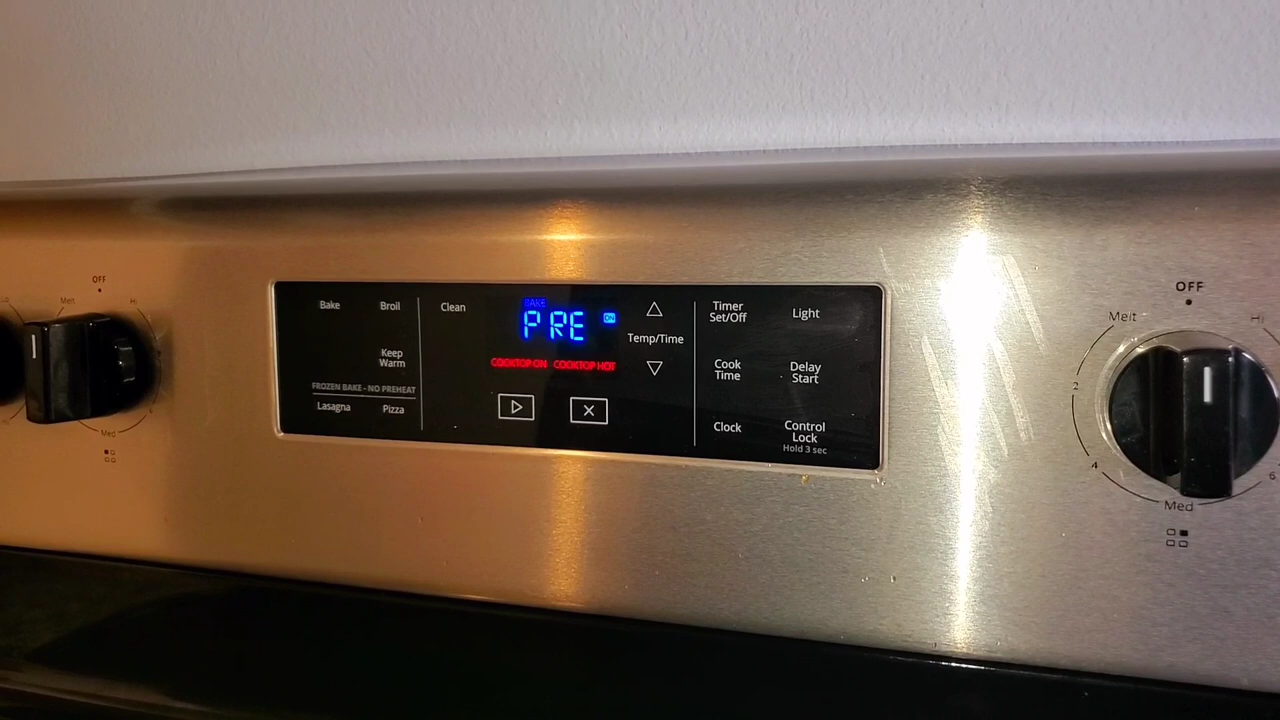 OFF
Melt
Hi
Lo
Med
Hi
Bake
Broil
Keep
Warm
FROZEN BAKE - NO PREHEAT
Lasagna
Pizza
Clean
BAKE
PRE
ON
COOKTOP ON COOKTOP HOT
Temp/Time
Timer
Set/Off
Light
Cook
Time
Delay
Start
Clock
Control
Lock
Hold 3 sec
OFF
Melt
Hi
2
4
6
Med